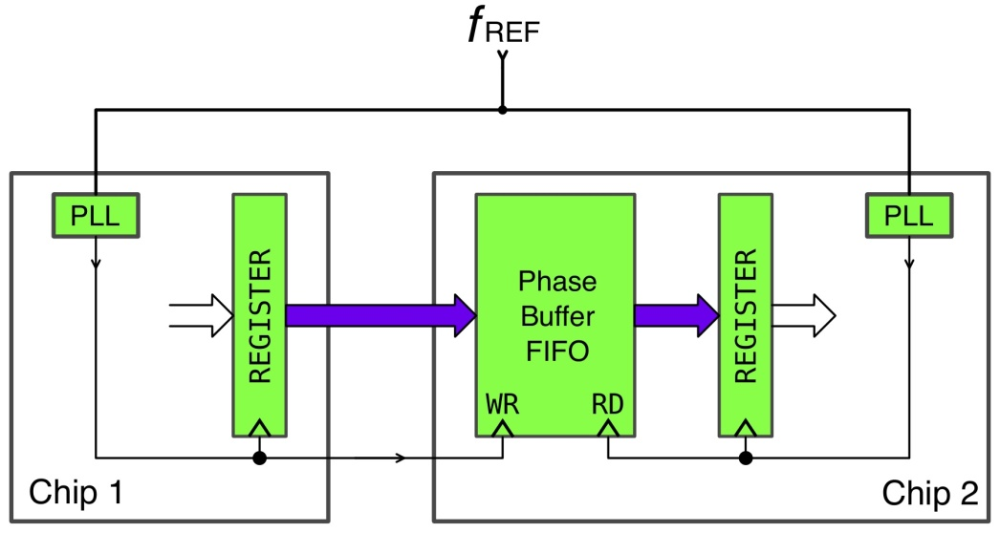 fREF
PLL
REGISTER
Phase
Buffer
FIFO
WR
RD
REGISTER
PLL
Chip 1
Chip 2